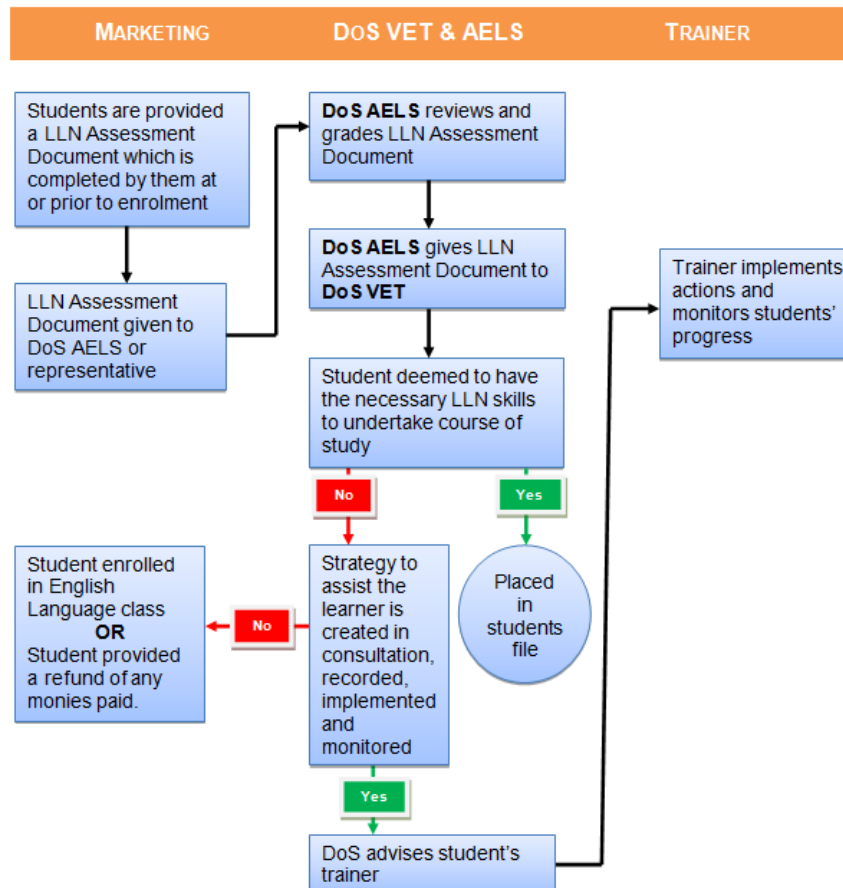 MARKETING
DOS VET & AELS
TRAINER
Students are provided
a LLN Assessment
Document which is
completed by them at
or prior to enrolment
DoS AELS reviews and
grades LLN Assessment
Document
DoS AELS gives LLN
Assessment Document to
DoS VET
LLN Assessment
Document given to
DoS AELS or
representative
Trainer implements
actions and
monitors students’
progress
Student deemed to have
the necessary LLN skills
to undertake course of
study
No
Yes
Student enrolled
in English
Language class
OR
Student provided
a refund of any
monies paid.
No
Strategy to
assist the
learner is
created in
consultation,
recorded,
implemented
and
monitored
Placed
in
students
file
Yes
DoS advises student’s
trainer